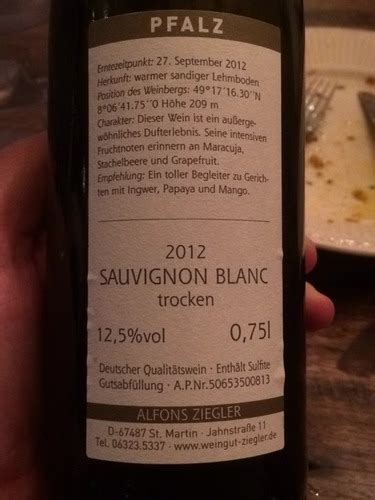 PFALZ
Erntezeitpunkt: 27. September 2012
Herkunft: warmer sandiger Lehmboden
Position des Weinbergs: 49°17´16.30´´N
8°06´41.75´´O Höhe 209 m
Charakter: Dieser Wein ist ein außerge-
wöhnliches Dufterlebnis. Seine intensiven
Fruchtnoten erinnern an Maracuja,
Stachelbeere und Grapefruit.
Empfehlung: Ein toller Begleiter zu Gerich-
ten mit Ingwer, Papaya und Mango.
2012
SAUVIGNON BLANC
trocken
12,5%vol 0,75l
Deutscher Qualitätswein · Enthält Sulfite
Gutsabfüllung · A.P.Nr.50653500813
ALFONS ZIEGLER
D-67487 St. Martin · Jahnstraße 11
Tel. 06323.5337 · www.weingut-ziegler.de